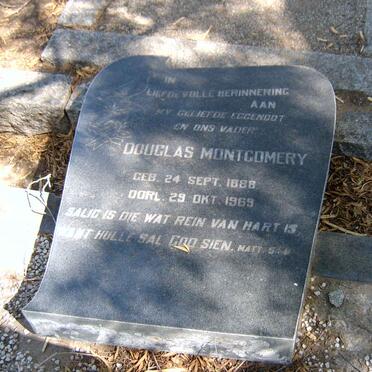 IN
LIEFDEVOLLE HERINNERING
AAN
MY GELIEFDE EGGENOOT
EN ONS VADER
DOUGLAS MONTGOMERY
GEB. 24 SEPT. 1888
OORL. 29 OKT. 1969
SALIG IS DIE WAT REIN VAN HART IS,
WANT HULLE SAL GOD SIEN. MATT. 5:8